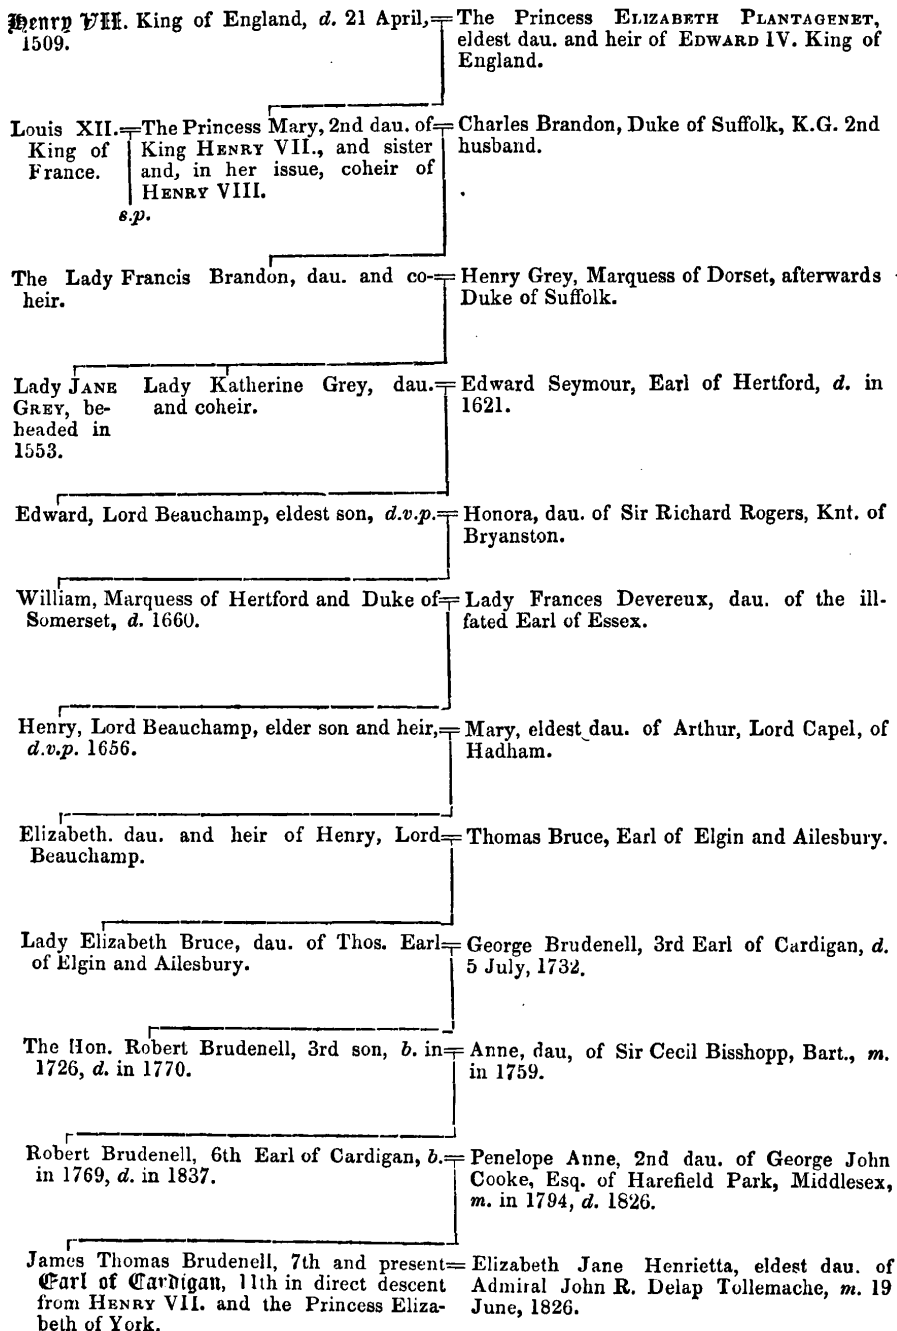 Henry VII. King of England, d. 21 April,
1509.
The Princess ELIZABETH PLANTAGENET,
eldest dau. and heir of EDWARD IV. King of
England.
Louis XII.
King of
France.
The Princess Mary, 2nd dau. of
King HENRY VII., and sister
and, in her issue, coheir of
HENRY VIII.
s.p.
Charles Brandon, Duke of Suffolk, K.G. 2nd
husband.
The Lady Francis Brandon, dau. and co-
heir.
Henry Grey, Marquess of Dorset, afterwards
Duke of Suffolk.
Lady JANE
GREY, be-
headed in
1553.
Lady Katherine Grey, dau.
and coheir.
Edward Seymour, Earl of Hertford, d. in
1621.
Edward, Lord Beauchamp, eldest son, d.v.p.
Honora, dau. of Sir Richard Rogers, Knt. of
Bryanston.
William, Marquess of Hertford and Duke of
Somerset, d. 1660.
Lady Frances Devereux, dau. of the ill-
fated Earl of Essex.
Henry, Lord Beauchamp, elder son and heir,
d.v.p. 1656.
Mary, eldest dau. of Arthur, Lord Capel, of
Hadham.
Elizabeth. dau. and heir of Henry, Lord
Beauchamp.
Thomas Bruce, Earl of Elgin and Ailesbury.
Lady Elizabeth Bruce, dau. of Thos. Earl
of Elgin and Ailesbury.
George Brudenell, 3rd Earl of Cardigan, d.
5 July, 1732.
The Hon. Robert Brudenell, 3rd son, b. in
1726, d. in 1770.
Anne, dau, of Sir Cecil Bisshopp, Bart., m.
in 1759.
Robert Brudenell, 6th Earl of Cardigan, b.
in 1769, d. in 1837.
Penelope Anne, 2nd dau. of George John
Cooke, Esq. of Harefield Park, Middlesex,
m. in 1794, d. 1826.
James Thomas Brudenell, 7th and present
Earl of Cardigan, 11th in direct descent
from HENRY VII. and the Princess Eliza-
beth of York.
Elizabeth Jane Henrietta, eldest dau. of
Admiral John R. Delap Tollemache, m. 19
June, 1826.